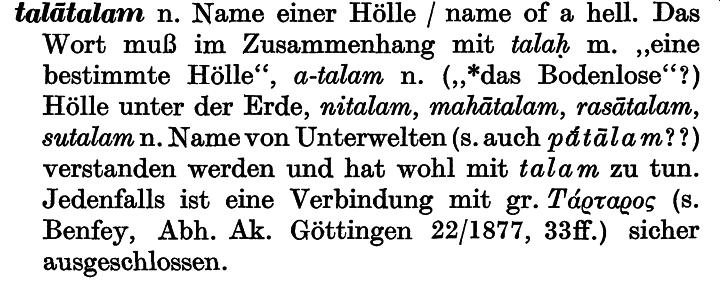 talātalam n. Name einer Hölle / name of a hell. Das
Wort muß im Zusammenhang mit talaḥ m. ,,eine
bestimmte Hölle“, a-talam n. (,,*das Bodenlose“?)
Hölle unter der Erde, nitalam, mahātalam, rasātalam,
sutalam n. Name von Unterwelten (s. auch pā́tālam??)
verstanden werden und hat wohl mit talam zu tun.
Jedenfalls ist eine Verbindung mit gr. Τάρταρος (s.
Benfey, Abh. Ak. Göttingen 22/1877, 33ff.) sicher
ausgeschlossen.